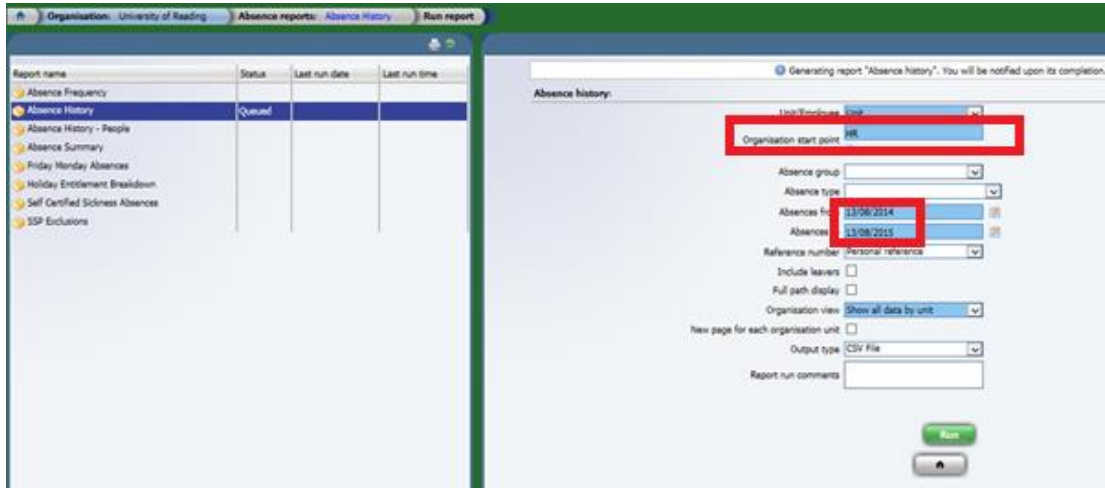 Organisation: University of Reading Absence reports: Absence History Run report
Report name Status Last run date Last run time
Absence Frequency
Absence History Queued
Absence History - People
Absence Summary
Friday Monday Absences
Holiday Entitlement Breakdown
Self Certified Sickness Absences
SSP Exclusions
Generating report "Absence history". You will be notified upon its completion.
Absence history:
Unit/Employee Unit
Organisation start point HR
Absence group
Absence type
Absences from 13/08/2014
Absences 13/08/2015
Reference number Personal reference
Include leavers
Full path display
Organisation view Show all data by unit
New page for each organisation unit
Output type CSV File
Report run comments
Run